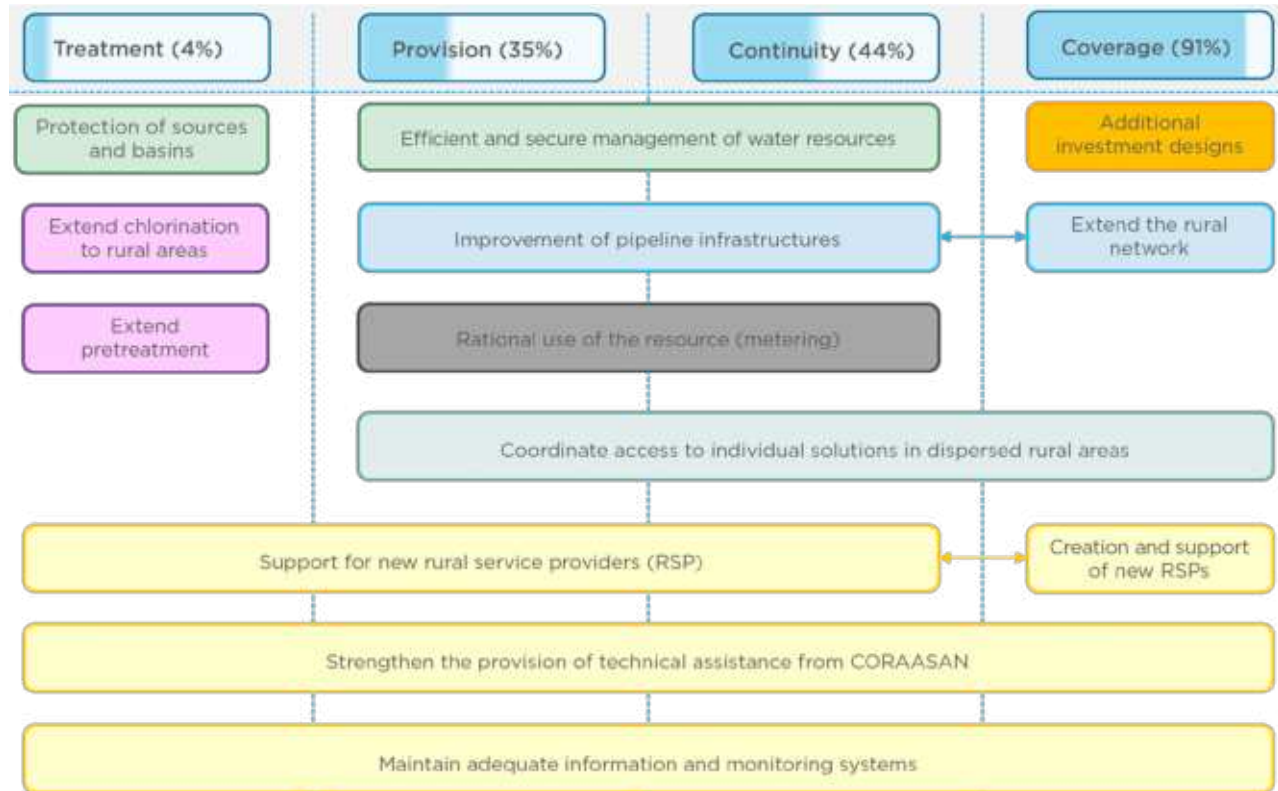 Treatment (4%)
Provision (35%)
Continuity (44%)
Coverage (91%)
Protection of sources
and basins
Efficient and secure management of water resources
Additional
investment designs
Extend chlorination
to rural areas
Improvement of pipeline infrastructures
Extend the rural
network
Extend
pretreatment
Rational use of the resource (metering)
Coordinate access to individual solutions in dispersed rural areas
Support for new rural service providers (RSP)
Creation and support
of new RSPs
Strengthen the provision of technical assistance from CORAASAN
Maintain adequate information and monitoring systems